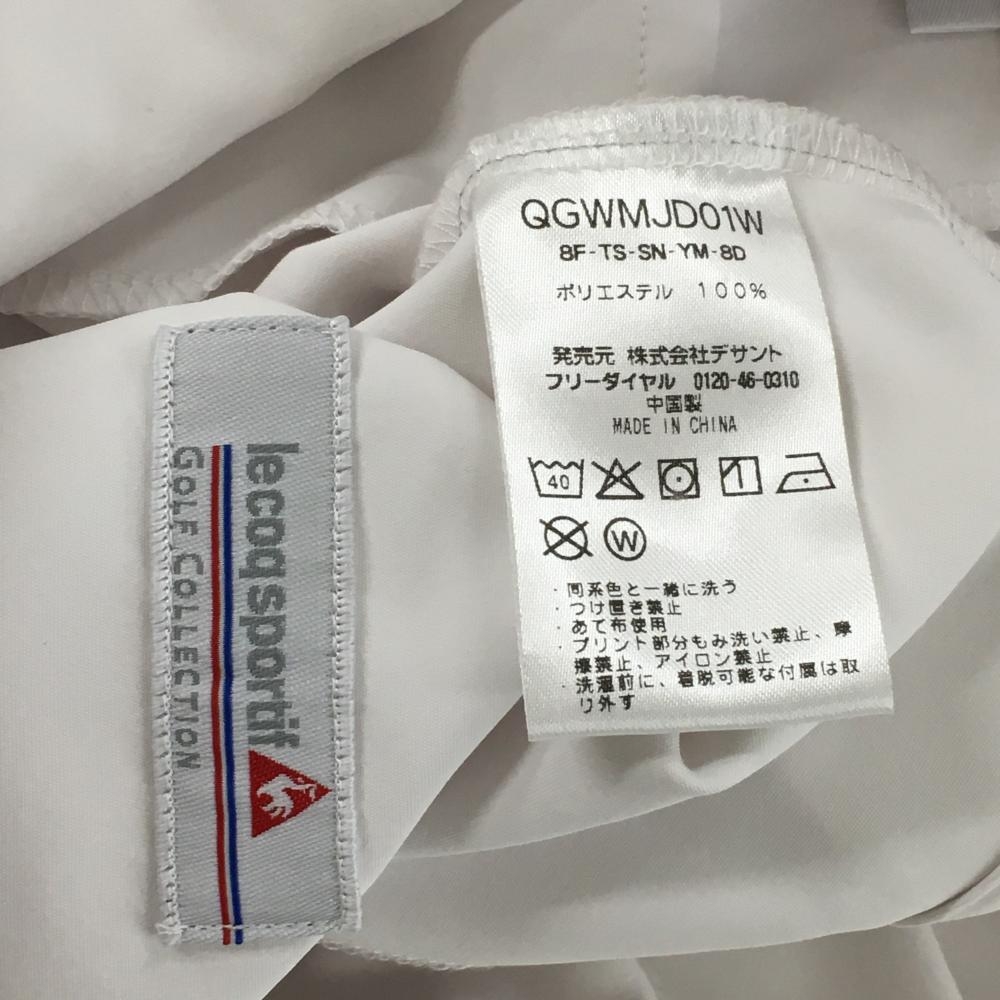 lecoqsportif
GOLF COLLECTION
QGWMJD01W
8F-TS-SN-YM-8D
ポリエステル 100%
発売元 株式会社デサント
フリーダイヤル 0120-46-0310
中国製
MADE IN CHINA
40
W
・同系色と一緒に洗う
・つけ置き禁止
・あて布使用
・プリント部分もみ洗い禁止、摩
擦禁止、アイロン禁止
・洗濯前に、着脱可能な付属は取
り外す